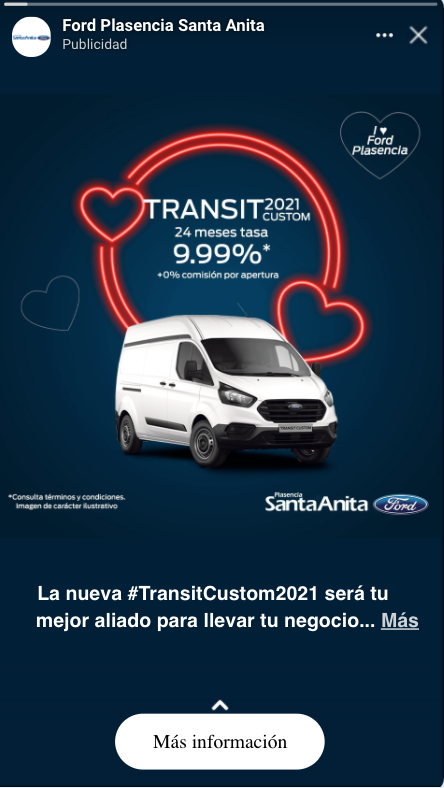 Ford Plasencia Santa Anita
Publicidad
I ♥
Ford
Plasencia
TRANSIT 2021
CUSTOM
24 meses tasa
9.99%*
+0% comisión por apertura
TRANSIT CUSTOM
*Consulta términos y condiciones.
Imagen de carácter ilustrativo
Plasencia
SantaAnita Ford
La nueva #TransitCustom2021 será tu
mejor aliado para llevar tu negocio... Más
Más información